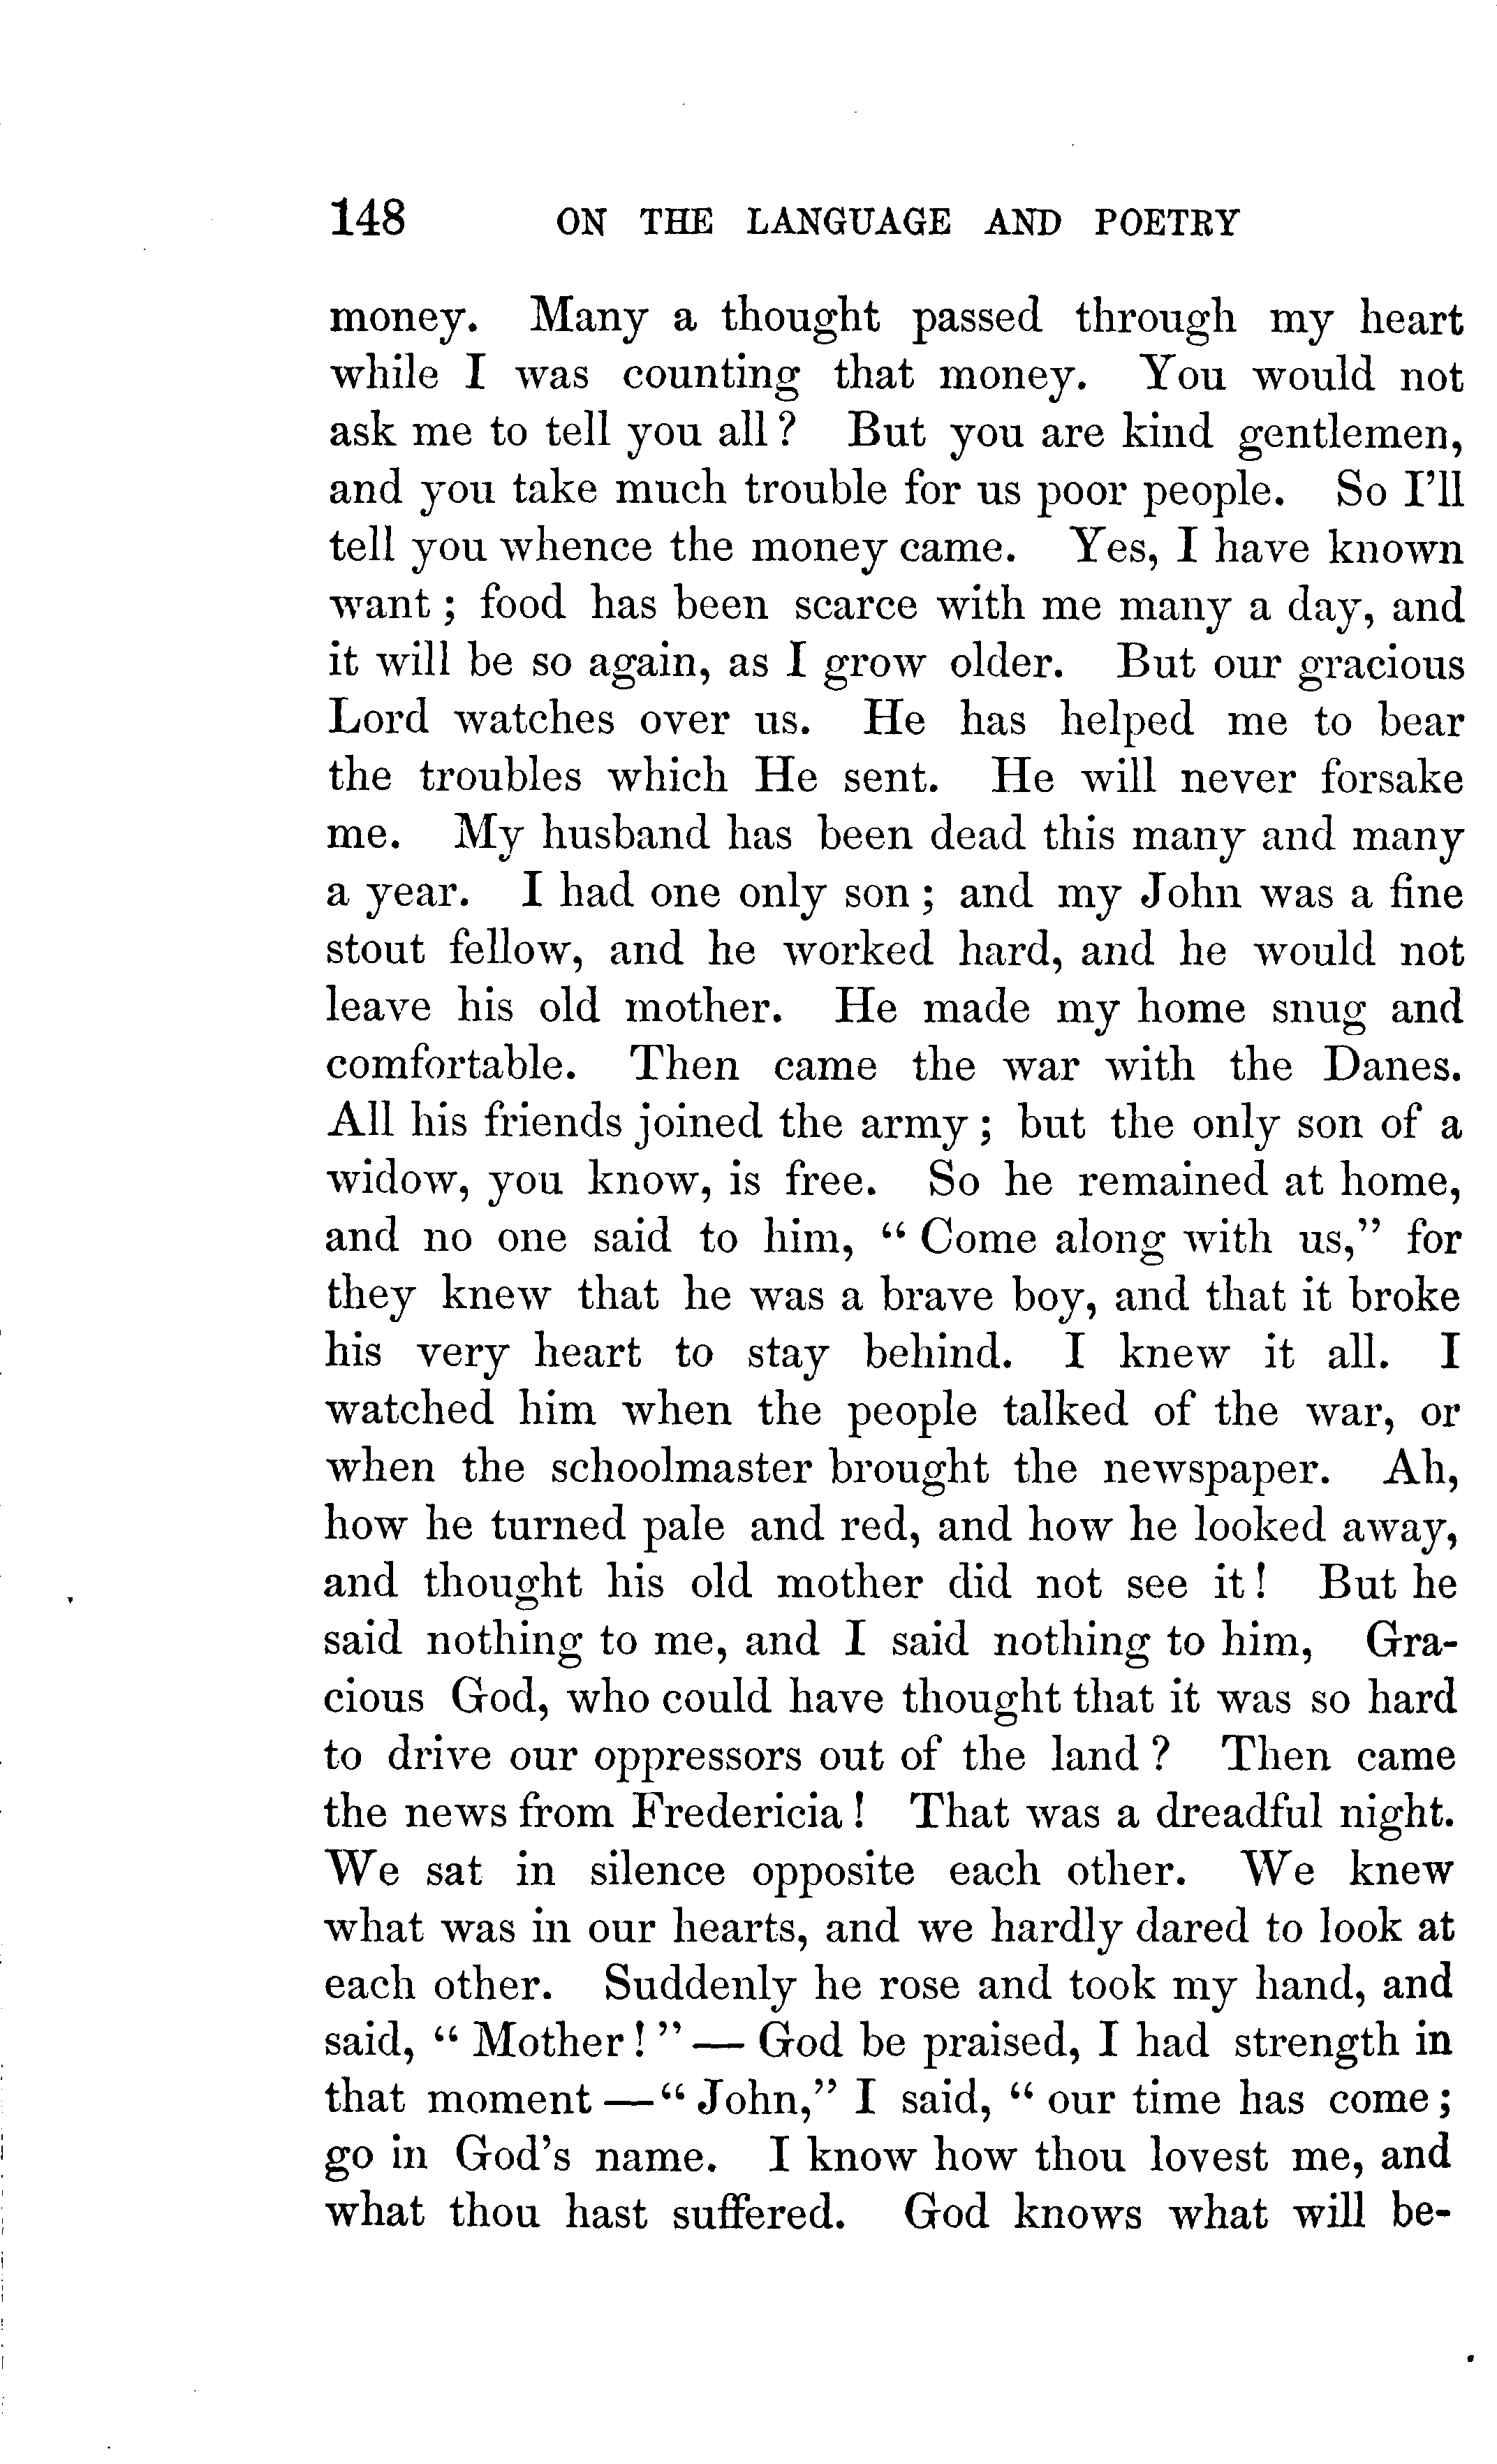 148 ON THE LANGUAGE AND POETRY
money. Many a thought passed through my heart
while I was counting that money. You would not
ask me to tell you all? But you are kind gentlemen,
and you take much trouble for us poor people. So I'll
tell you whence the money came. Yes, I have known
want; food has been scarce with me many a day, and
it will be so again, as I grow older. But our gracious
Lord watches over us. He has helped me to bear
the troubles which He sent. He will never forsake
me. My husband has been dead this many and many
a year. I had one only son; and my John was a fine
stout fellow, and he worked hard, and he would not
leave his old mother. He made my home snug and
comfortable. Then came the war with the Danes.
All his friends joined the army; but the only son of a
widow, you know, is free. So he remained at home,
and no one said to him, “Come along with us,” for
they knew that he was a brave boy, and that it broke
his very heart to stay behind. I knew it all. I
watched him when the people talked of the war, or
when the schoolmaster brought the newspaper. Ah,
how he turned pale and red, and how he looked away,
and thought his old mother did not see it! But he
said nothing to me, and I said nothing to him, Gra-
cious God, who could have thought that it was so hard
to drive our oppressors out of the land? Then came
the news from Fredericia! That was a dreadful night.
We sat in silence opposite each other. We knew
what was in our hearts, and we hardly dared to look at
each other. Suddenly he rose and took my hand, and
said, “Mother!”—God be praised, I had strength in
that moment—“John,” I said, “our time has come;
go in God's name. I know how thou lovest me, and
what thou hast suffered. God knows what will be-